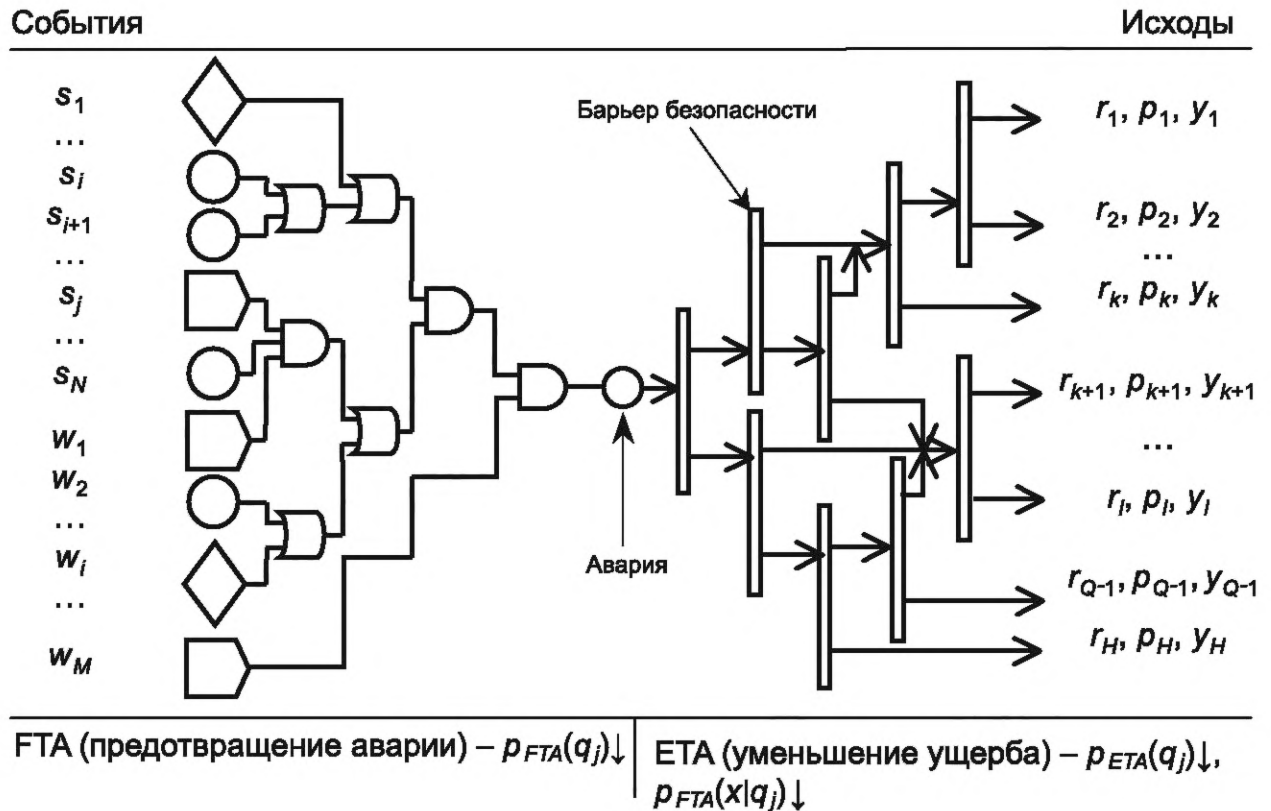 События
Исходы
s1
...
si
si+1
...
sj
...
sN
w1
w2
...
wi
...
wM
Барьер безопасности
Авария
r1, p1, y1
r2, p2, y2
...
rk, pk, yk
rk+1, pk+1, yk+1
...
rl, pl, yl
rQ-1, pQ-1, yQ-1
rH, pH, yH
FTA (предотвращение аварии) – pFTA(qj)↓
ETA (уменьшение ущерба) – pETA(qj)↓,
pFTA(x|qj)↓